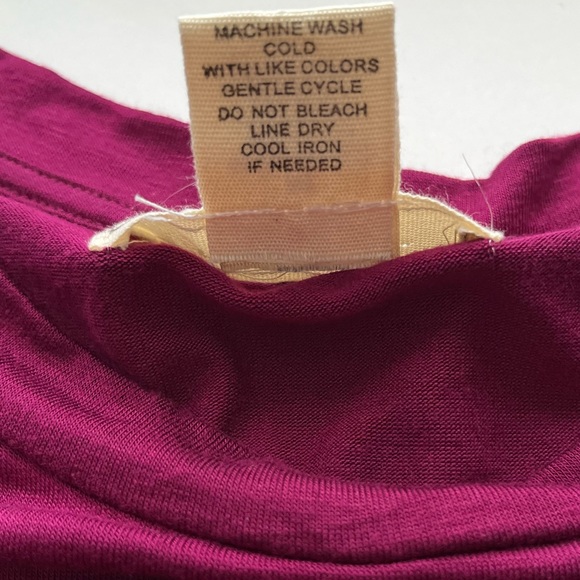 MACHINE WASH
COLD
WITH LIKE COLORS
GENTLE CYCLE
DO NOT BLEACH
LINE DRY
COOL IRON
IF NEEDED